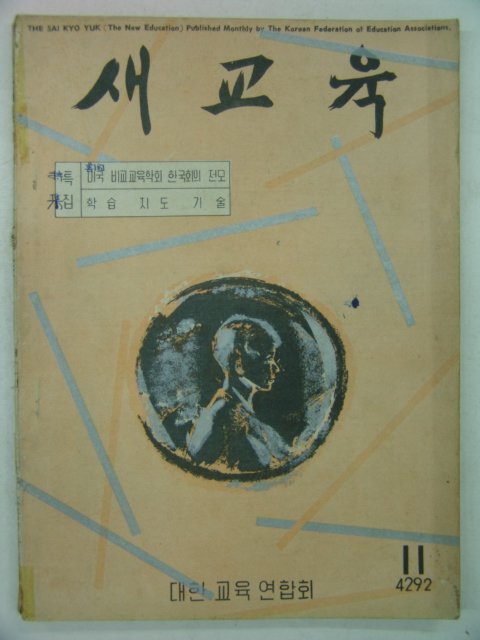 THE SAI KYO YUK (The New Education) Published Monthly by The Korean Federation of Education Associations.
새교육
특집
미국 비교교육학회 한국회의 전모
학습 지도 기술
대한교육연합회
11
4292